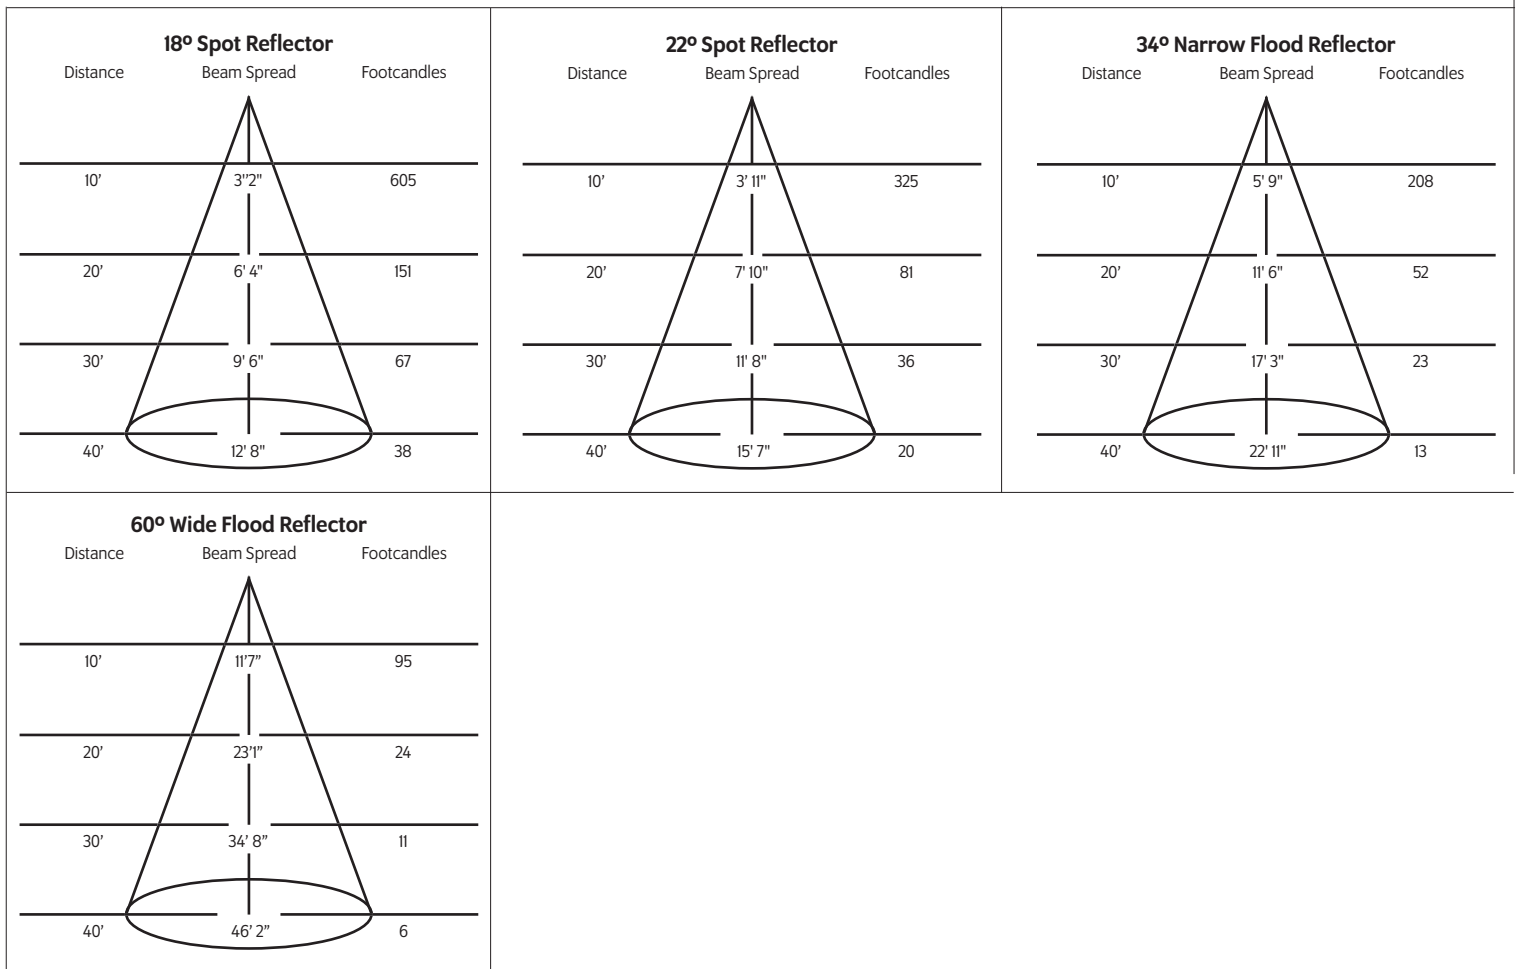 18º Spot Reflector
Distance Beam Spread Footcandles
10’ 3’'2" 605
20’ 6' 4" 151
30’ 9' 6" 67
40’ 12' 8" 38
22º Spot Reflector
Distance Beam Spread Footcandles
10’ 3' 11" 325
20’ 7' 10" 81
30’ 11' 8" 36
40’ 15' 7" 20
34º Narrow Flood Reflector
Distance Beam Spread Footcandles
10’ 5' 9" 208
20’ 11' 6" 52
30’ 17' 3" 23
40’ 22' 11" 13
60º Wide Flood Reflector
Distance Beam Spread Footcandles
10’ 11’7” 95
20’ 23’1” 24
30’ 34’ 8” 11
40’ 46’ 2” 6